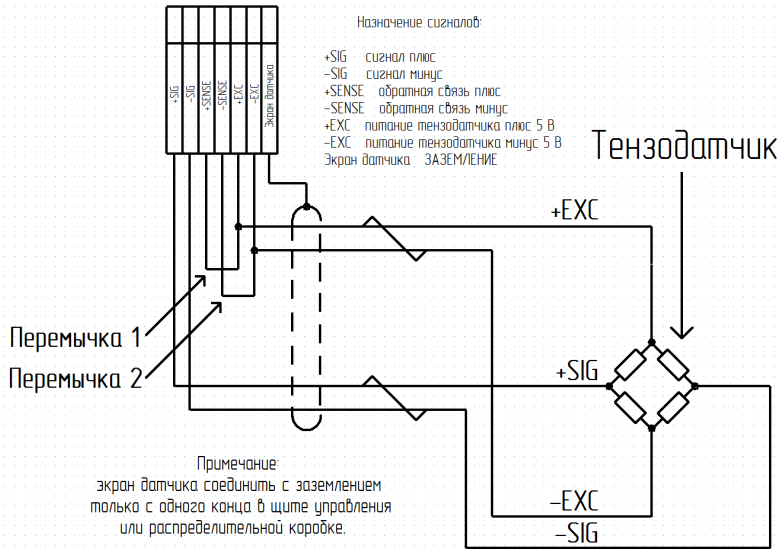 Назначение сигналов:
+SIG сигнал плюс
-SIG сигнал минус
+SENSE обратная связь плюс
-SENSE обратная связь минус
+EXC питание тензодатчика плюс 5 В
-EXC питание тензодатчика минус 5 В
Экран датчика ЗАЗЕМЛЕНИЕ
+SIG
-SIG
+SENSE
-SENSE
+EXC
-EXC
Экран датчика
Тензодатчик
+EXC
Перемычка 1
Перемычка 2
+SIG
-EXC
-SIG
Примечание:
экран датчика соединить с заземлением
только с одного конца в щите управления
или распределительной коробке.